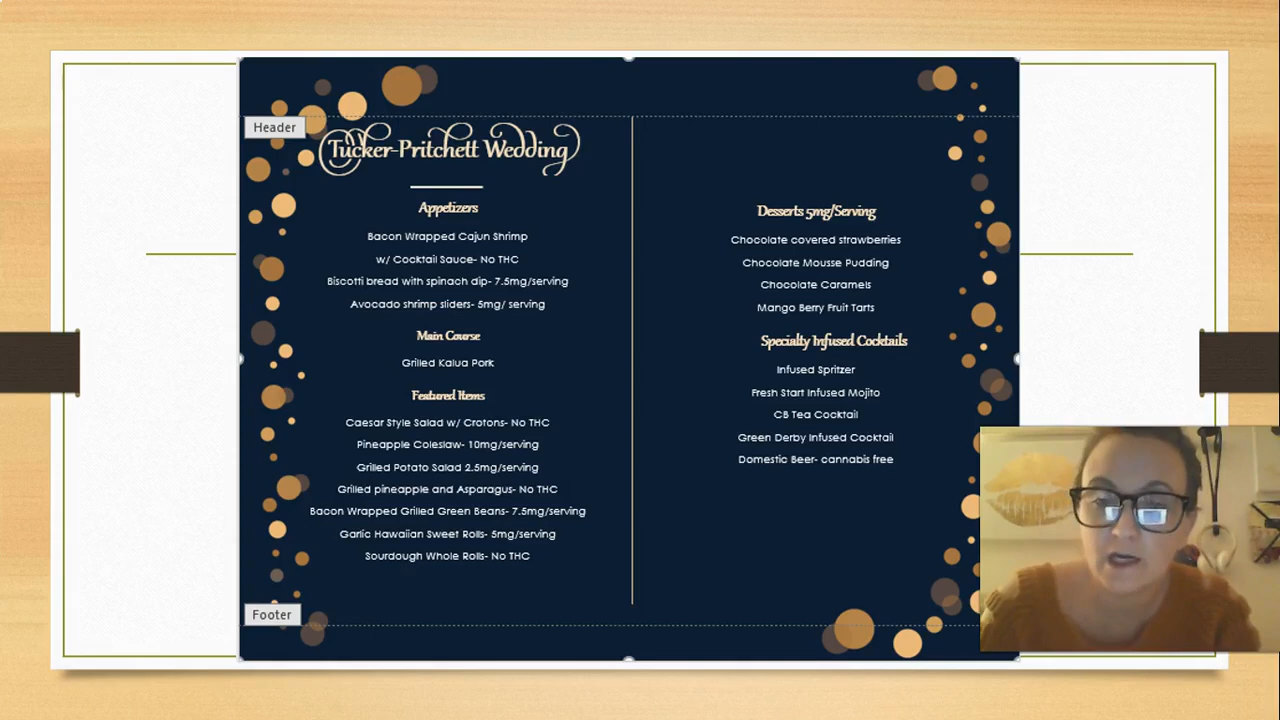 Header
Tucker-Pritchett Wedding
Appetizers
Bacon Wrapped Cajun Shrimp
w/ Cocktail Sauce- No THC
Biscotti bread with spinach dip- 7.5mg/serving
Avocado shrimp sliders- 5mg/ serving
Main Course
Grilled Kalua Pork
Featured Items
Caesar Style Salad w/ Crotons- No THC
Pineapple Coleslaw- 10mg/serving
Grilled Potato Salad 2.5mg/serving
Grilled pineapple and Asparagus- No THC
Bacon Wrapped Grilled Green Beans- 7.5mg/serving
Garlic Hawaiian Sweet Rolls- 5mg/serving
Sourdough Whole Rolls- No THC
Desserts 5mg/Serving
Chocolate covered strawberries
Chocolate Mousse Pudding
Chocolate Caramels
Mango Berry Fruit Tarts
Specialty Infused Cocktails
Infused Spritzer
Fresh Start Infused Mojito
CB Tea Cocktail
Green Derby Infused Cocktail
Domestic Beer- cannabis free
Footer